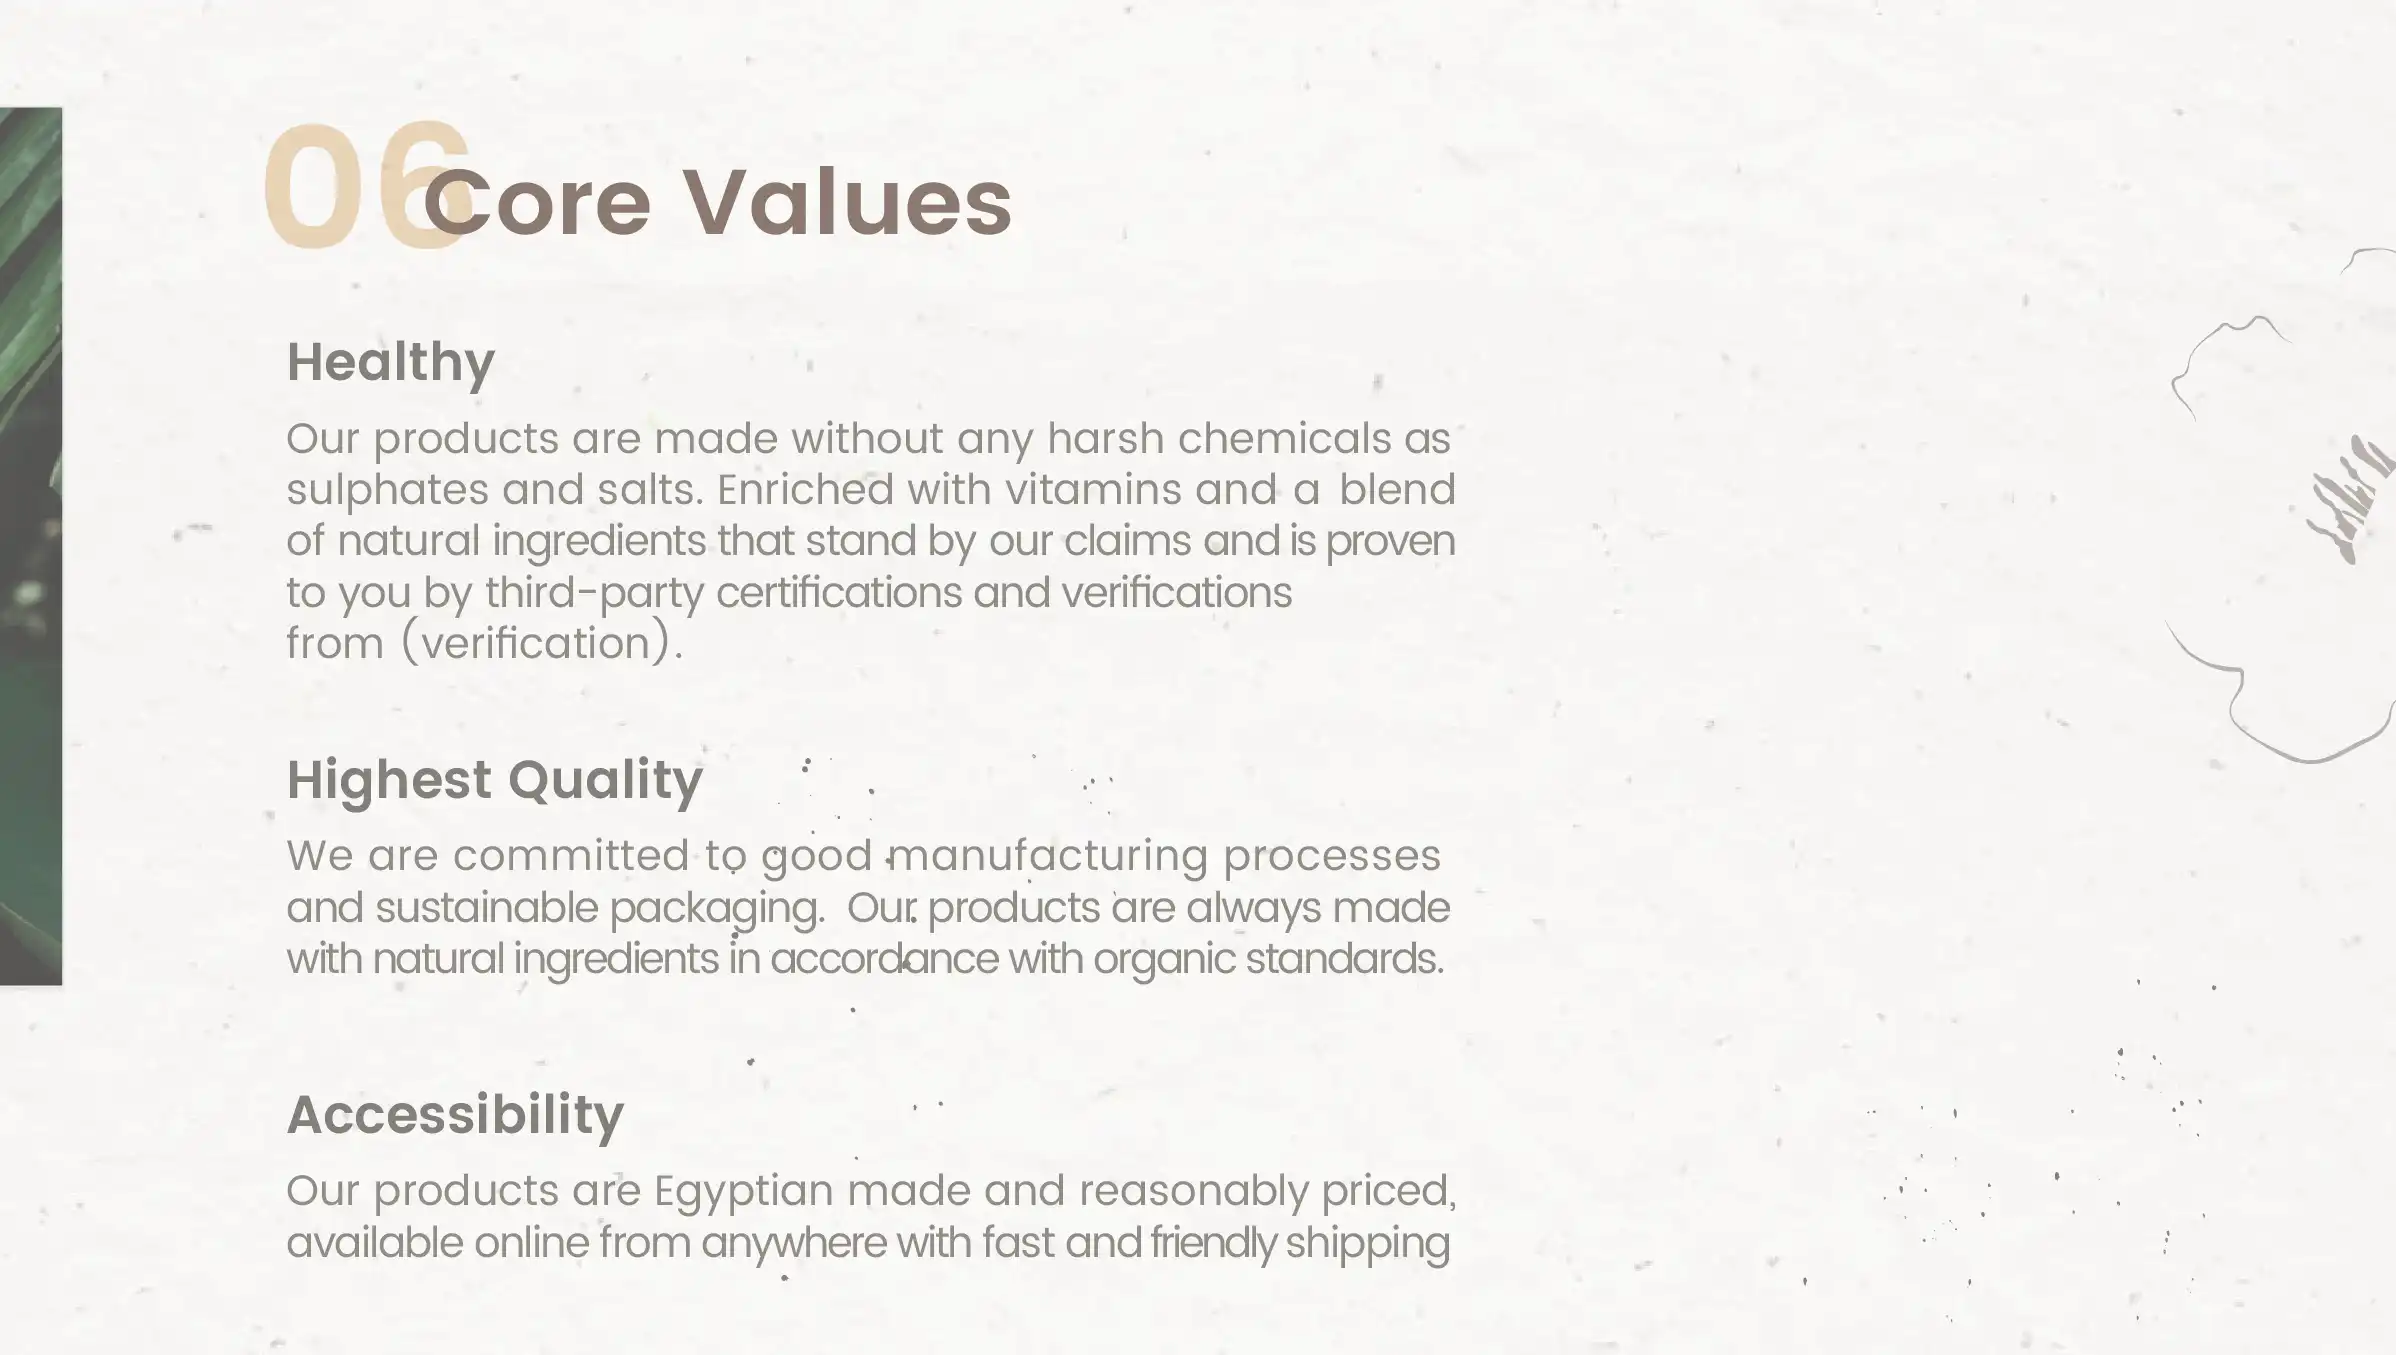 06
Core Values
Healthy
Our products are made without any harsh chemicals as
sulphates and salts. Enriched with vitamins and a blend
of natural ingredients that stand by our claims and is proven
to you by third-party certifications and verifications
from (verification).
Highest Quality
We are committed to good manufacturing processes
and sustainable packaging. Our products are always made
with natural ingredients in accordance with organic standards.
Accessibility
Our products are Egyptian made and reasonably priced,
available online from anywhere with fast and friendly shipping